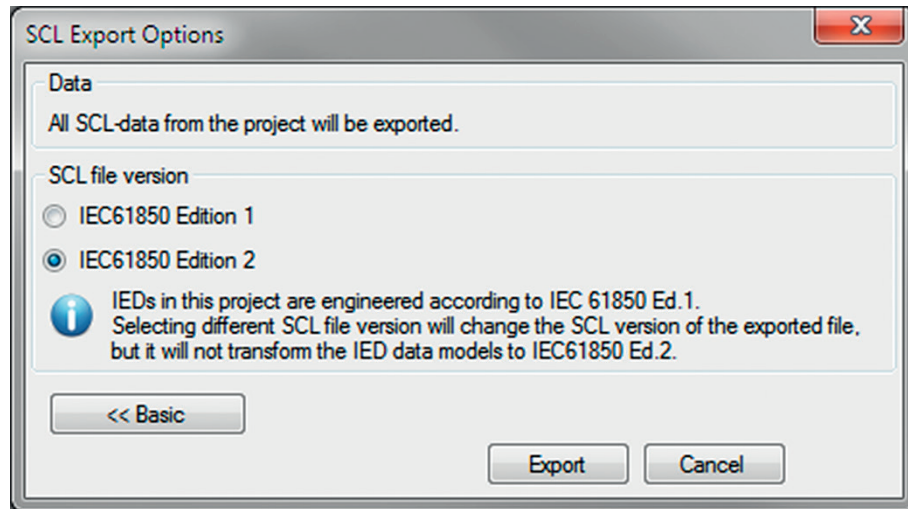 SCL Export Options
Data
All SCL-data from the project will be exported.
SCL file version
IEC61850 Edition 1
IEC61850 Edition 2
IEDs in this project are engineered according to IEC 61850 Ed.1.
Selecting different SCL file version will change the SCL version of the exported file,
but it will not transform the IED data models to IEC61850 Ed.2.
<< Basic
Export
Cancel